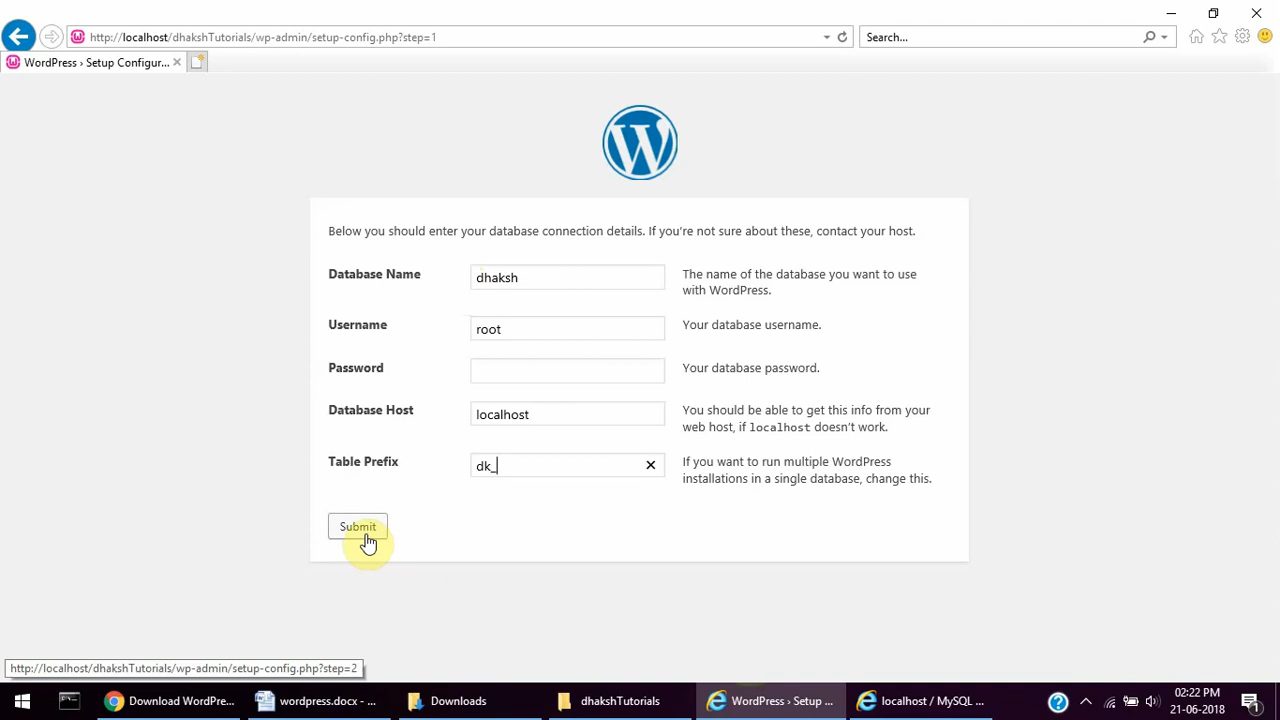 http://localhost/dhakshTutorials/wp-admin/setup-config.php?step=1
Search...
WordPress › Setup Configur...
W
Below you should enter your database connection details. If you're not sure about these, contact your host.
Database Name
dhaksh
The name of the database you want to use
with WordPress.
Username
root
Your database username.
Password
Your database password.
Database Host
localhost
You should be able to get this info from your
web host, if localhost doesn't work.
Table Prefix
dk_
If you want to run multiple WordPress
installations in a single database, change this.
Submit
http://localhost/dhakshTutorials/wp-admin/setup-config.php?step=2
Download WordPre...
wordpress.docx - ...
Downloads
dhakshTutorials
WordPress › Setup ...
localhost / MySQL ...
02:22 PM
21-06-2018
1